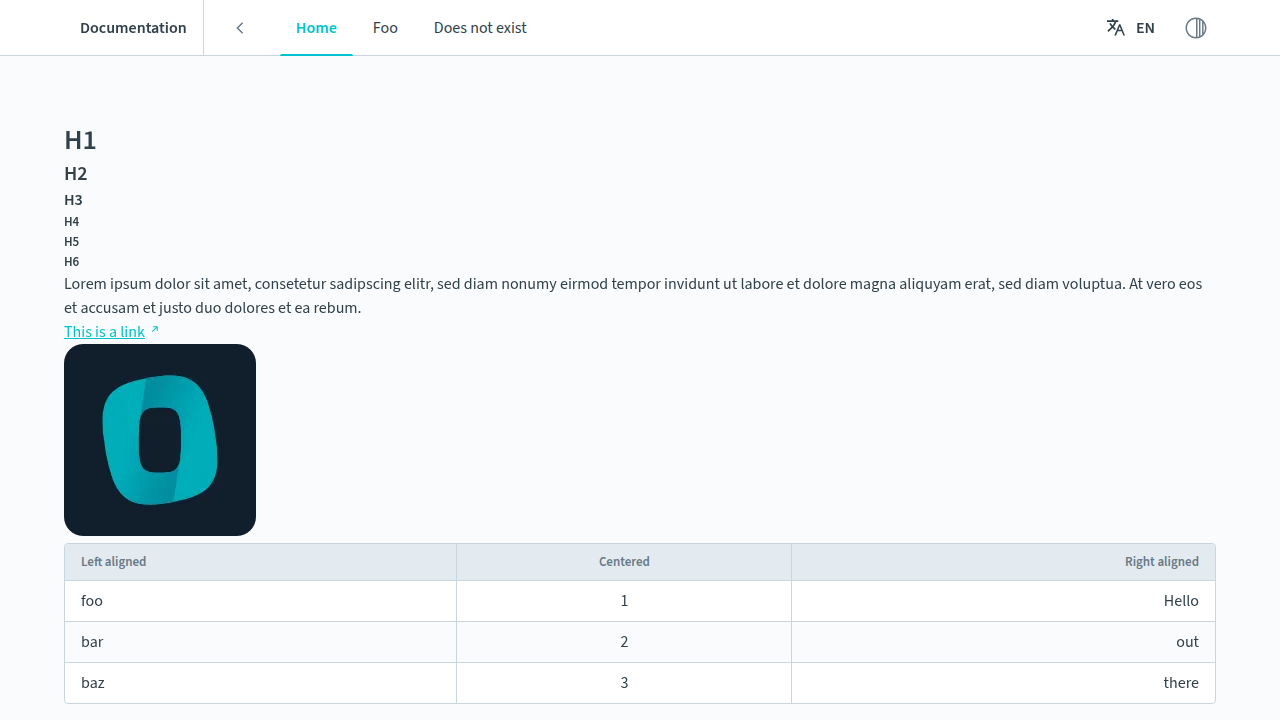 Documentation Home Foo Does not exist EN
H1
H2
H3
H4
H5
H6
Lorem ipsum dolor sit amet, consetetur sadipscing elitr, sed diam nonumy eirmod tempor invidunt ut labore et dolore magna aliquyam erat, sed diam voluptua. At vero eos
et accusam et justo duo dolores et ea rebum.
This is a link
Left aligned Centered Right aligned
foo 1 Hello
bar 2 out
baz 3 there